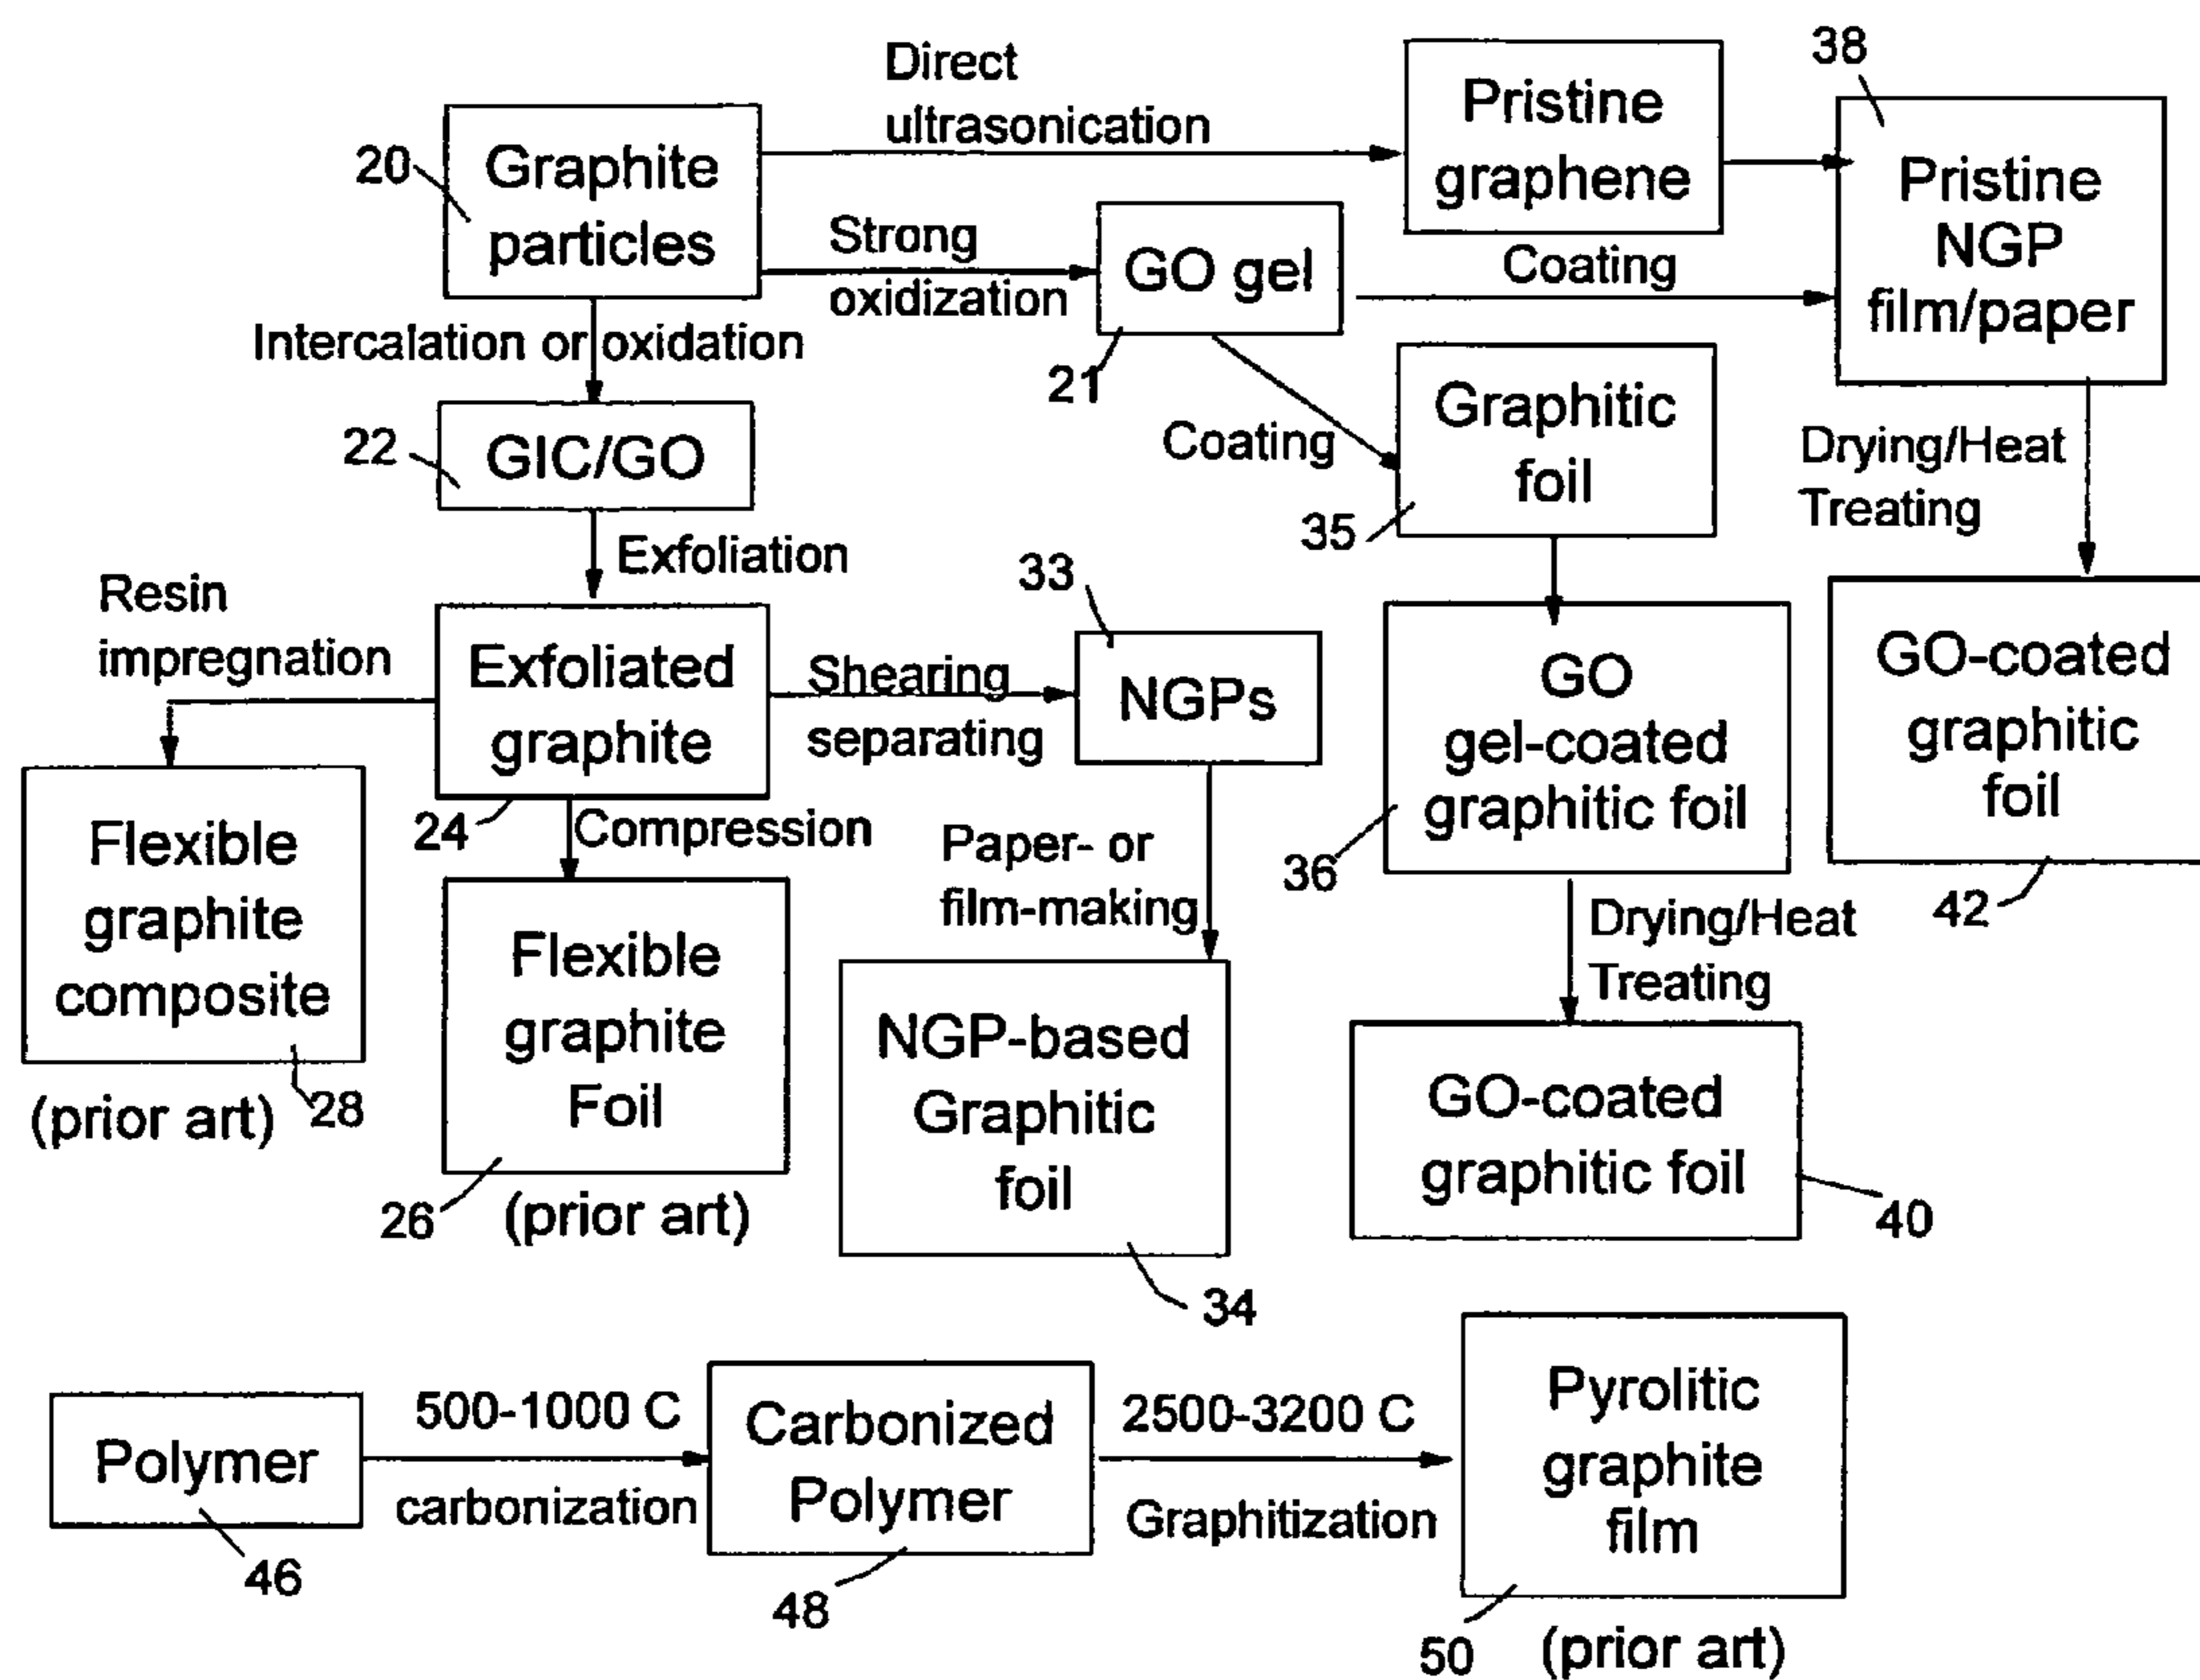 Direct
ultrasonication
38
Pristine
graphene
20
Graphite
particles
Pristine
NGP
film/paper
Strong
oxidization
GO gel
Coating
Intercalation or oxidation
21
Graphitic
foil
Coating
35
Drying/Heat
Treating
22
GIC/GO
Exfoliation
33
Resin
impregnation
Exfoliated
graphite
24
Shearing
separating
NGPs
GO
gel-coated
graphitic foil
36
GO-coated
graphitic
foil
42
Compression
Paper- or
film-making
Drying/Heat
Treating
Flexible
graphite
composite
(prior art)
28
Flexible
graphite
Foil
26
(prior art)
NGP-based
Graphitic
foil
34
GO-coated
graphitic foil
40
Polymer
46
500-1000 C
carbonization
Carbonized
Polymer
48
2500-3200 C
Graphitization
Pyrolitic
graphite
film
50
(prior art)